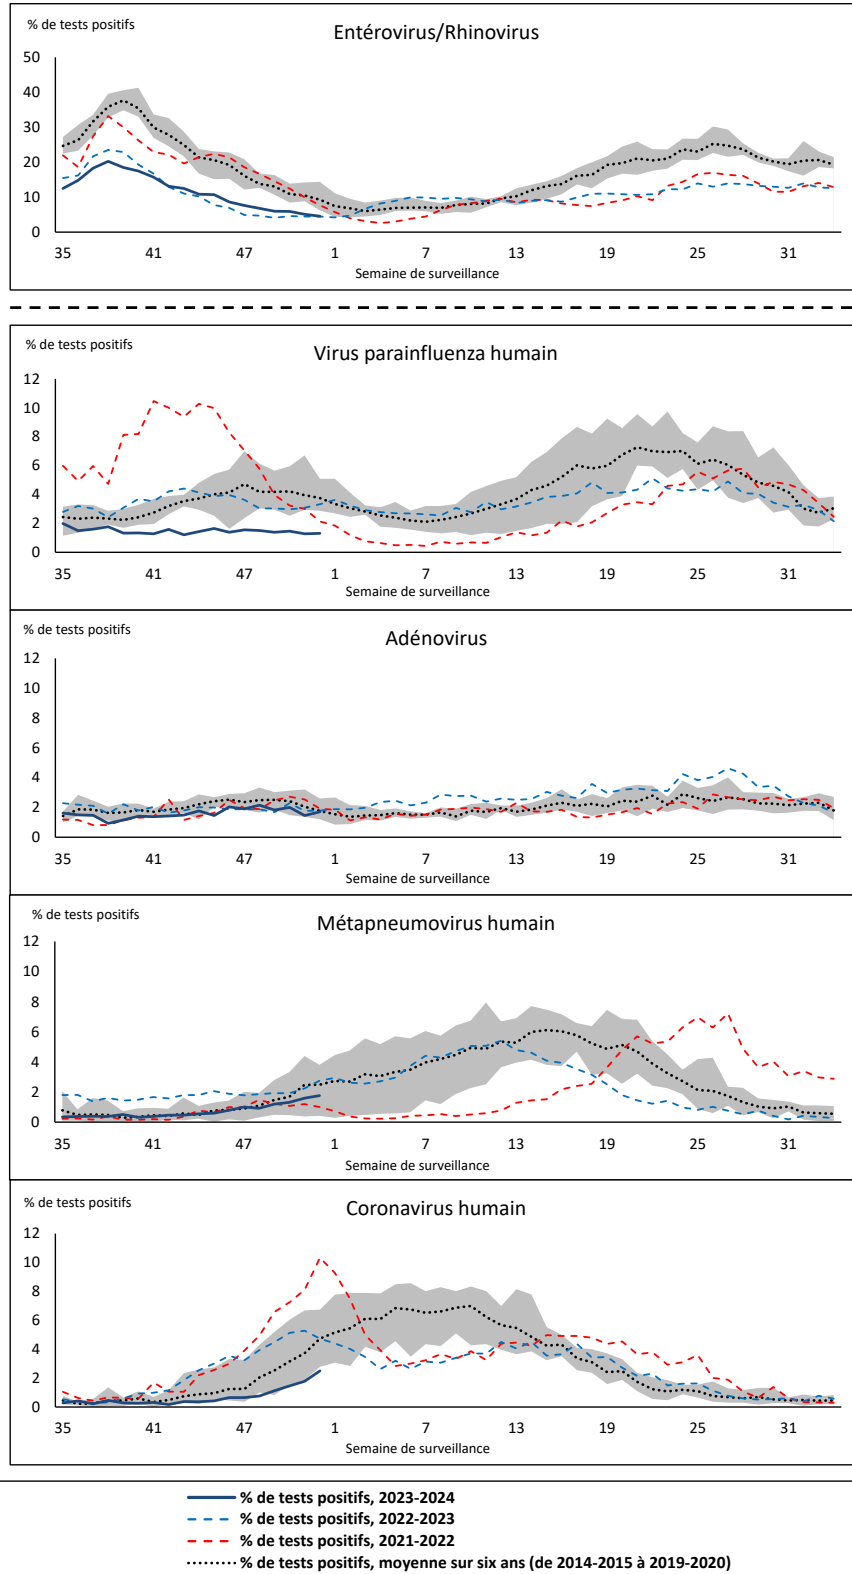 % de tests positifs
Entérovirus/Rhinovirus
50
40
30
20
10
0
35 41 47 1 7 13 19 25 31
Semaine de surveillance
% de tests positifs
Virus parainfluenza humain
12
10
8
6
4
2
0
35 41 47 1 7 13 19 25 31
Semaine de surveillance
% de tests positifs
Adénovirus
12
10
8
6
4
2
0
35 41 47 1 7 13 19 25 31
Semaine de surveillance
% de tests positifs
Métapneumovirus humain
12
10
8
6
4
2
0
35 41 47 1 7 13 19 25 31
Semaine de surveillance
% de tests positifs
Coronavirus humain
12
10
8
6
4
2
0
35 41 47 1 7 13 19 25 31
Semaine de surveillance
% de tests positifs, 2023-2024
% de tests positifs, 2022-2023
% de tests positifs, 2021-2022
% de tests positifs, moyenne sur six ans (de 2014-2015 à 2019-2020)